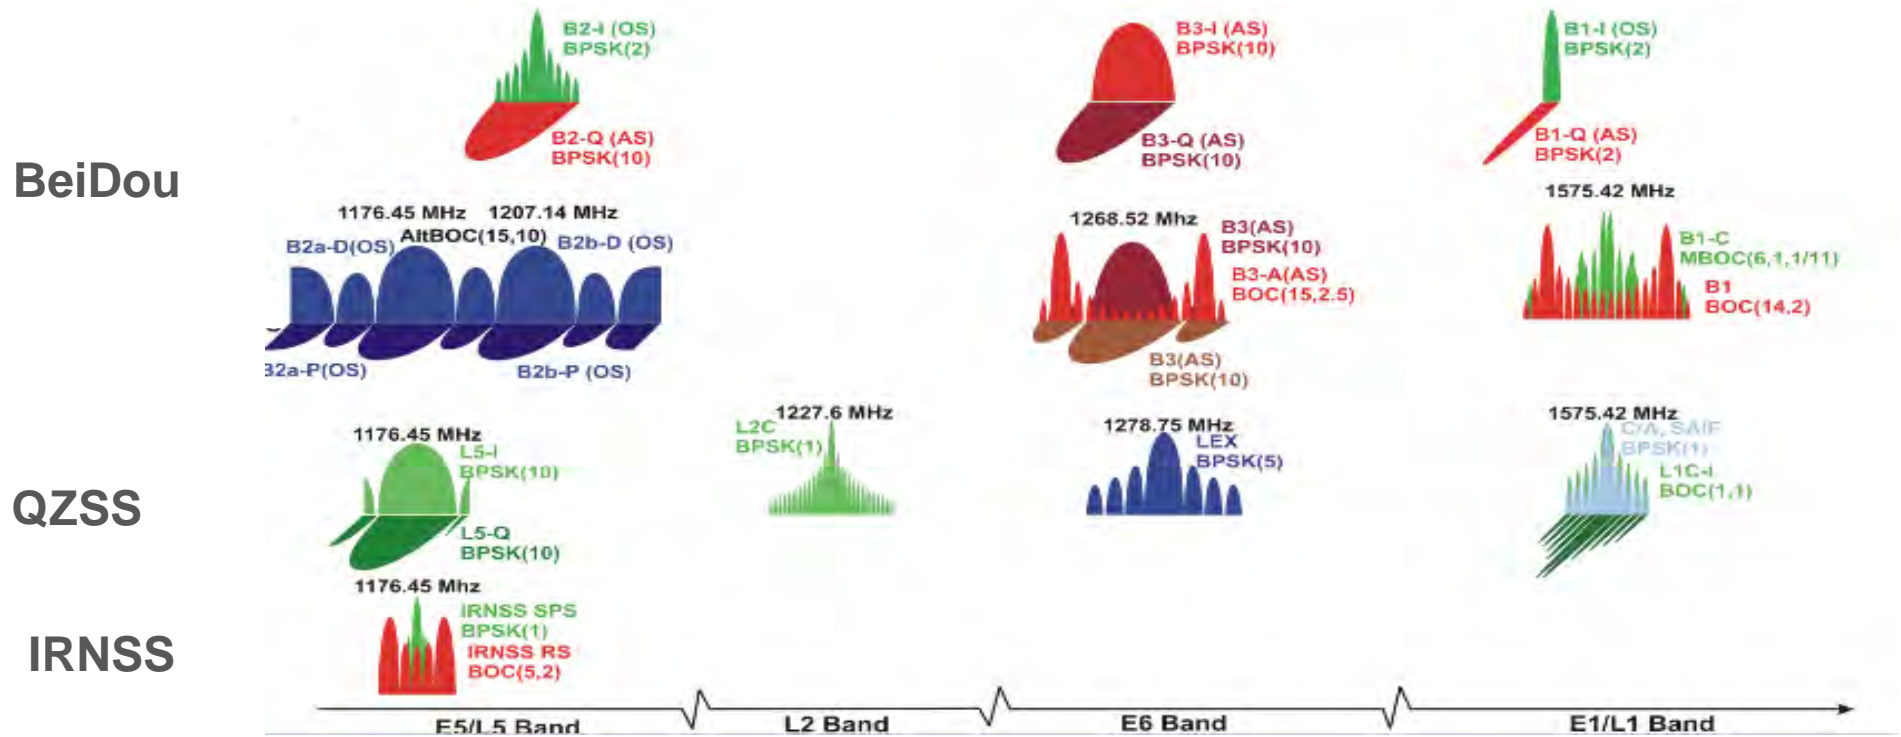 BeiDou
B2-I (OS)
BPSK(2)
B2-Q (AS)
BPSK(10)
B3-I (AS)
BPSK(10)
B3-Q (AS)
BPSK(10)
B1-I (OS)
BPSK(2)
B1-Q (AS)
BPSK(2)
1176.45 MHz
1207.14 MHz
AltBOC(15,10)
B2a-D(OS)
B2b-D (OS)
B2a-P(OS)
B2b-P (OS)
1268.52 Mhz
B3(AS)
BPSK(10)
B3-A(AS)
BOC(15,2.5)
B3(AS)
BPSK(10)
1575.42 MHz
B1-C
MBOC(6,1,1/11)
B1
BOC(14,2)
QZSS
1176.45 MHz
L5-I
BPSK(10)
L5-Q
BPSK(10)
1227.6 MHz
L2C
BPSK(1)
1278.75 MHz
LEX
BPSK(5)
1575.42 MHz
C/A, SAIF
BPSK(1)
L1C-I
BOC(1,1)
IRNSS
1176.45 Mhz
IRNSS SPS
BPSK(1)
IRNSS RS
BOC(5,2)
E5/L5 Band
L2 Band
E6 Band
E1/L1 Band